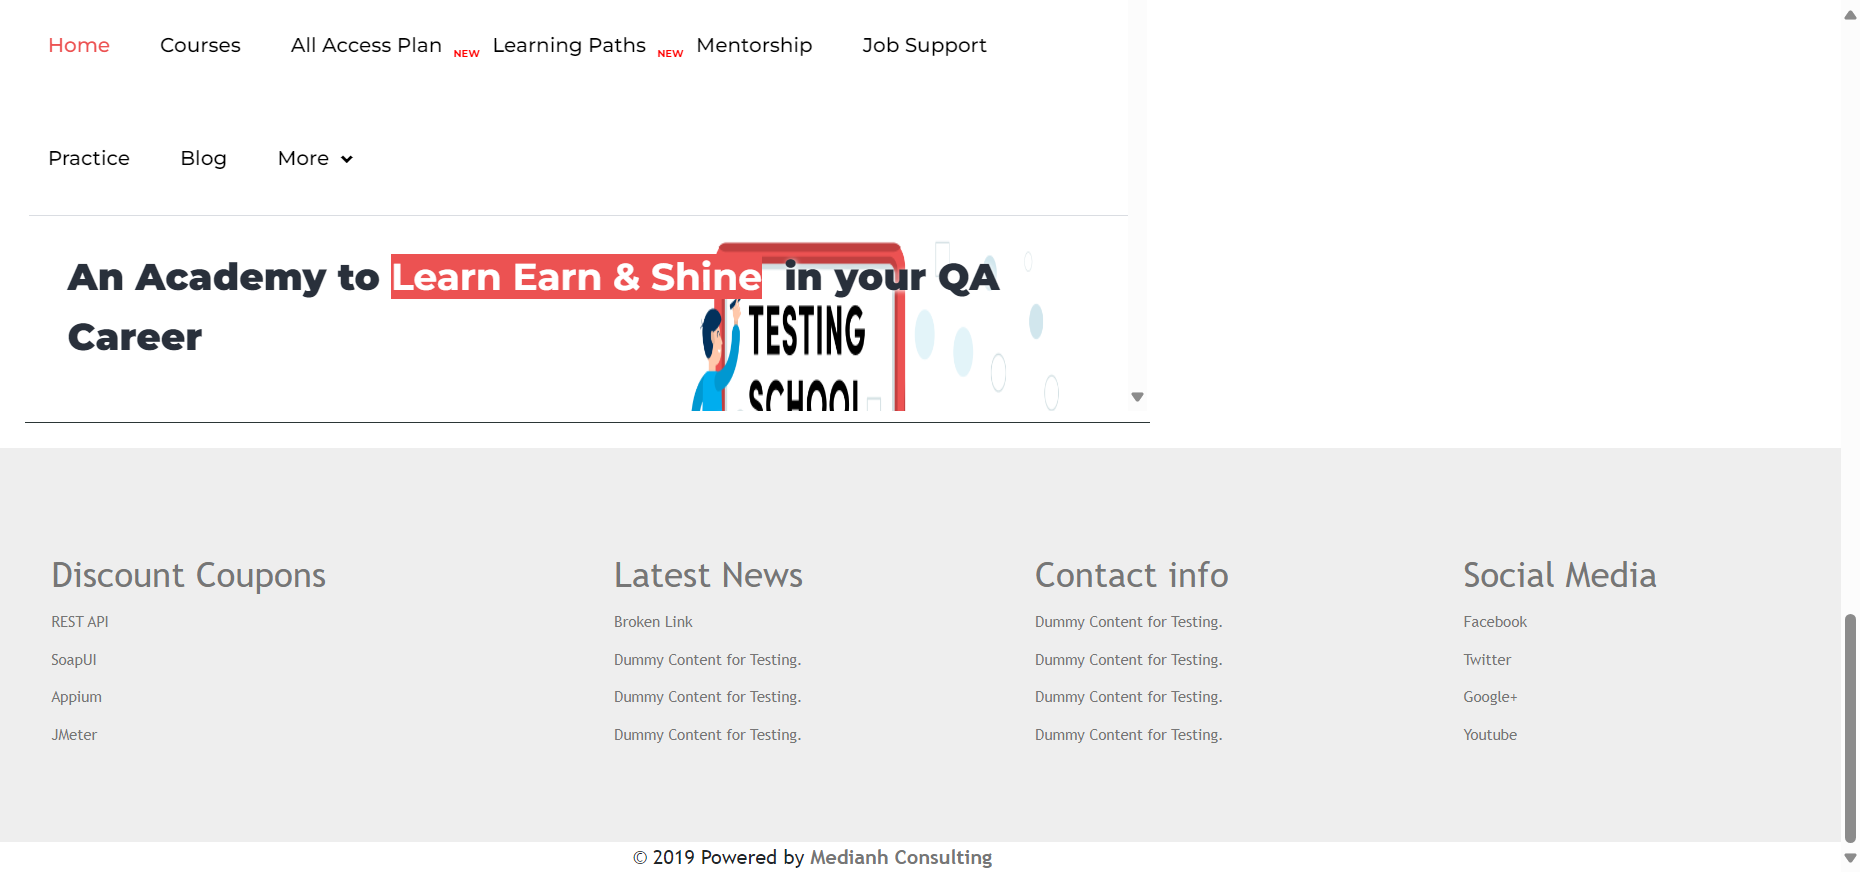 Home Courses All Access Plan NEW Learning Paths NEW Mentorship Job Support
Practice Blog More
An Academy to Learn Earn & Shine in your QA
Career
TESTING
SCHOOL
Discount Coupons
REST API
SoapUI
Appium
JMeter
Latest News
Broken Link
Dummy Content for Testing.
Dummy Content for Testing.
Dummy Content for Testing.
Contact info
Dummy Content for Testing.
Dummy Content for Testing.
Dummy Content for Testing.
Dummy Content for Testing.
Social Media
Facebook
Twitter
Google+
Youtube
© 2019 Powered by Medianh Consulting